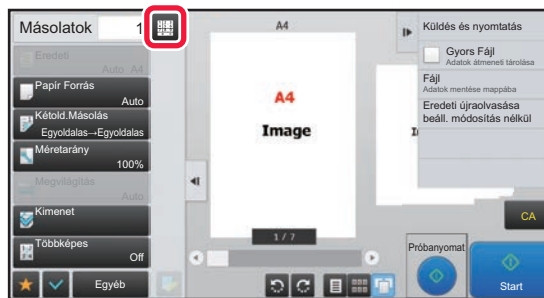 Másolatok 1
Eredeti
Auto A4
Papír Forrás
Auto
Kétold.Másolás
Egyoldalas→Egyoldalas
Méretarány
100%
Megvilágítás
Auto
Kimenet
Többképes
Off
Egyéb
A4
A4
Image
1 / 7
Küldés és nyomtatás
Gyors Fájl
Adatok átmeneti tárolása
Fájl
Adatok mentése mappába
Eredeti újraolvasása
beáll. módosítás nélkül
CA
Próbanyomat
Start